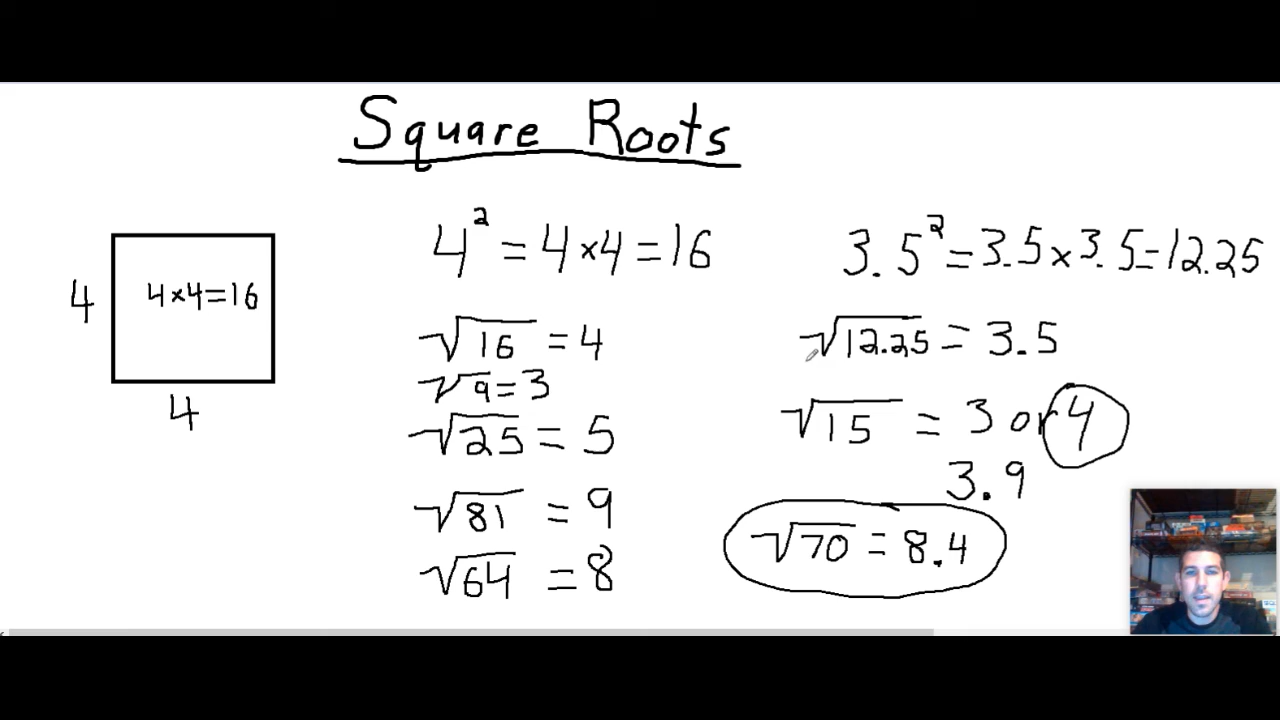 Square Roots
4
4×4=16
4
4² = 4×4 = 16
√16 = 4
√9 = 3
√25 = 5
√81 = 9
√64 = 8
3.5² = 3.5 × 3.5 = 12.25
√12.25 = 3.5
√15 = 3 or 4
3.9
√70 = 8.4